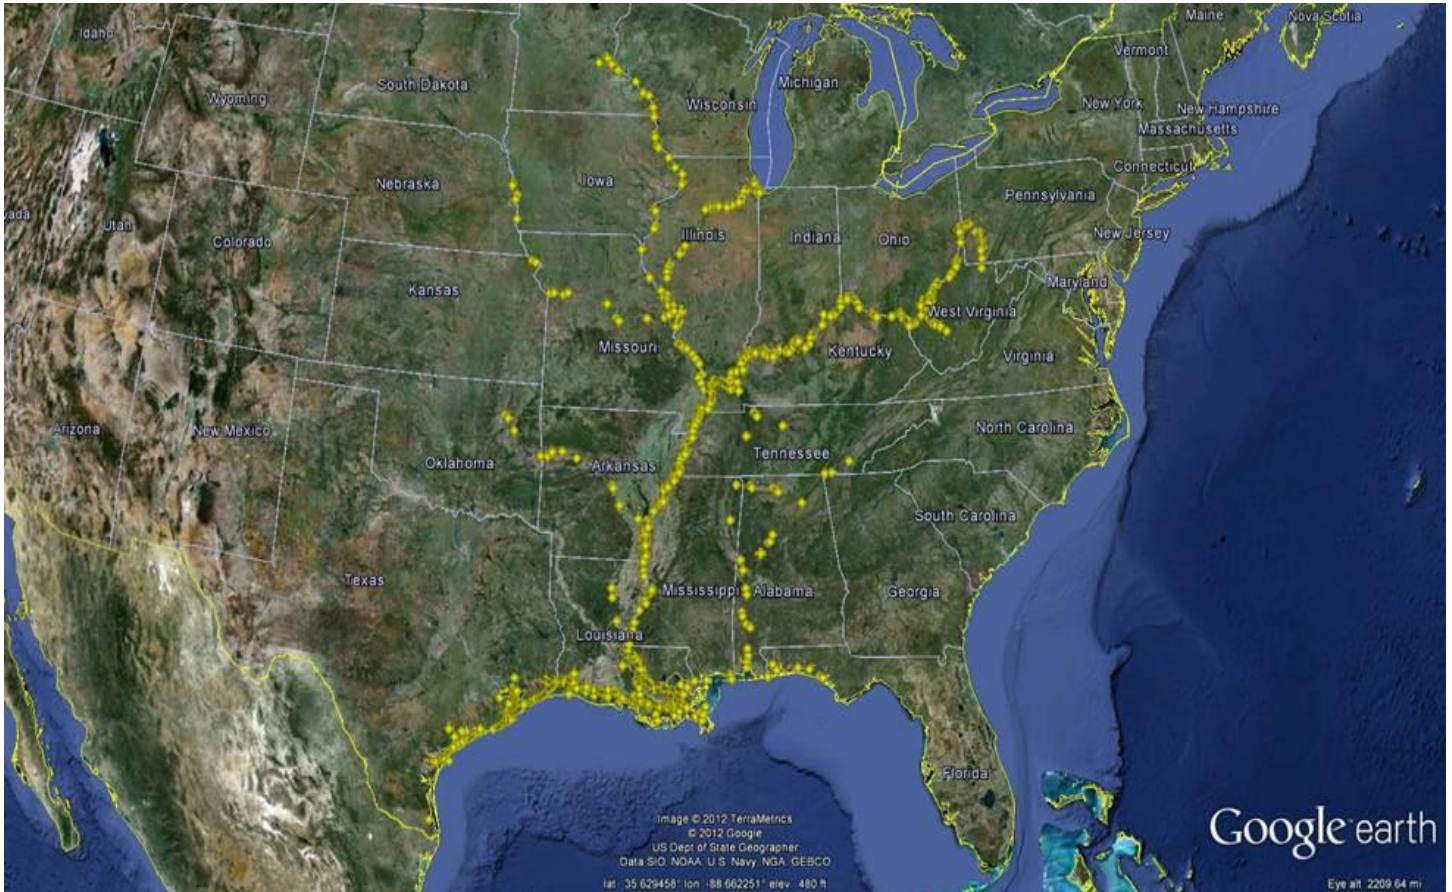 Idaho
Wyoming
South Dakota
Wisconsin
Michigan
Maine
Nova Scotia
Vermont
New York
New Hampshire
Massachusetts
Connecticut
vada
Utah
Nebraska
Iowa
Illinois
Indiana
Ohio
Pennsylvania
New Jersey
Colorado
Kansas
Missouri
Kentucky
West Virginia
Maryland
Virginia
Arizona
New Mexico
Oklahoma
Arkansas
Tennessee
North Carolina
South Carolina
Texas
Louisiana
Mississippi
Alabama
Georgia
Florida
Image © 2012 TerraMetrics
© 2012 Google
US Dept of State Geographer
Data SIO, NOAA, U.S. Navy, NGA, GEBCO
lat 35.629458° lon -88.662251° elev 480 ft
Google earth
Eye alt 2209.64 mi